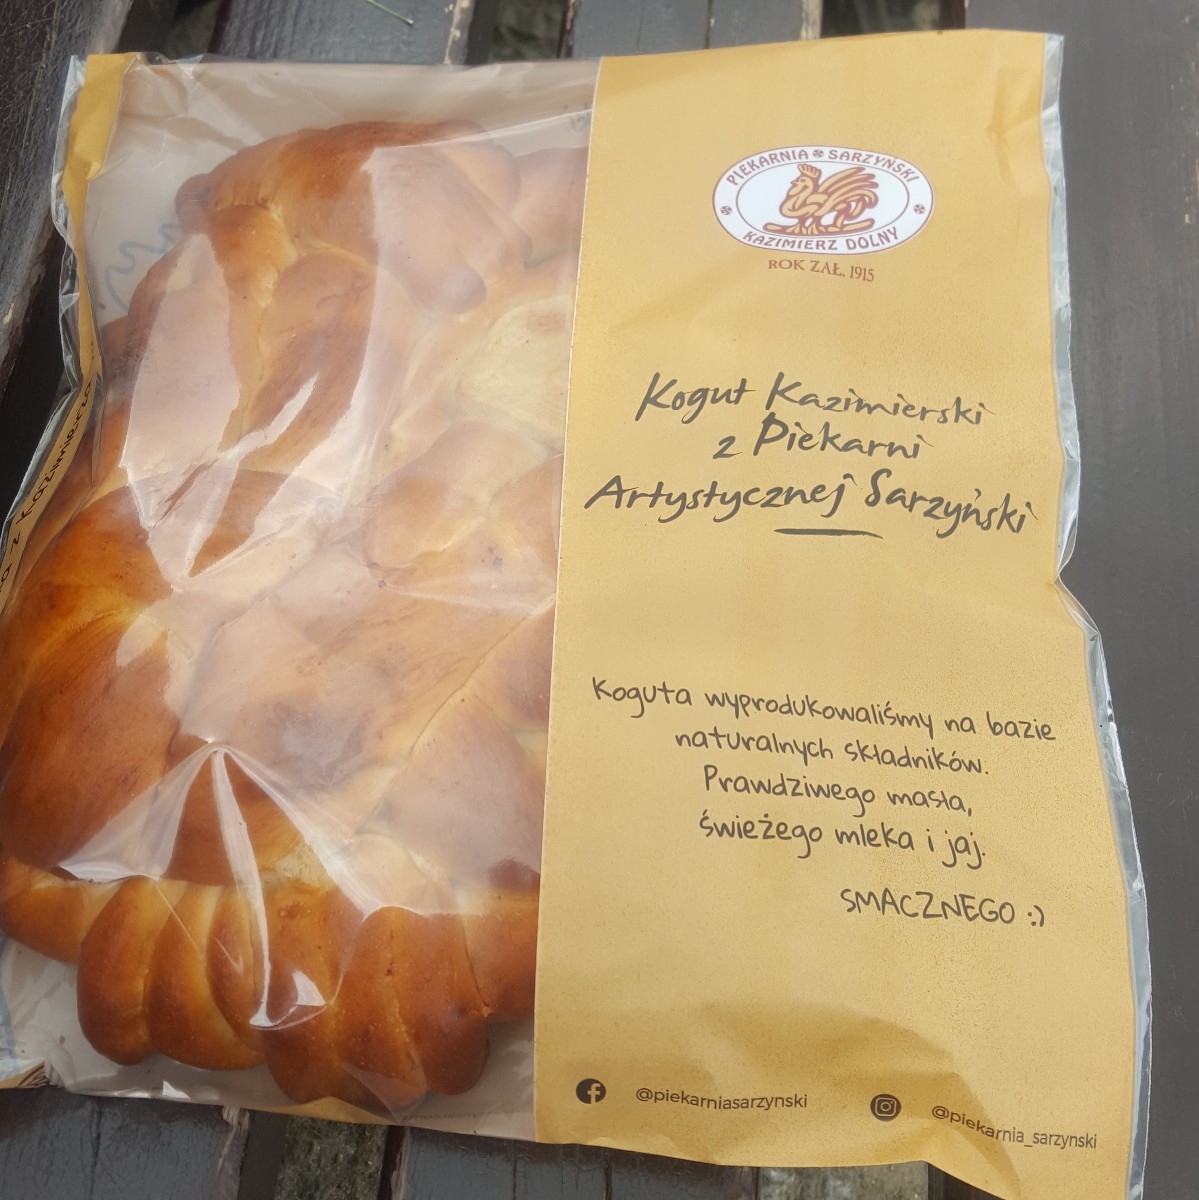 PIEKARNIA SARZYŃSKI
KAZIMIERZ DOLNY
ROK ZAŁ. 1915
Kogut Kazimierski
z Piekarni
Artystycznej Sarzyński
Koguta wyprodukowaliśmy na bazie
naturalnych składników.
Prawdziwego masła,
świeżego mleka i jaj.
SMACZNEGO :)
@piekarniasarzynski
@piekarnia_sarzynski